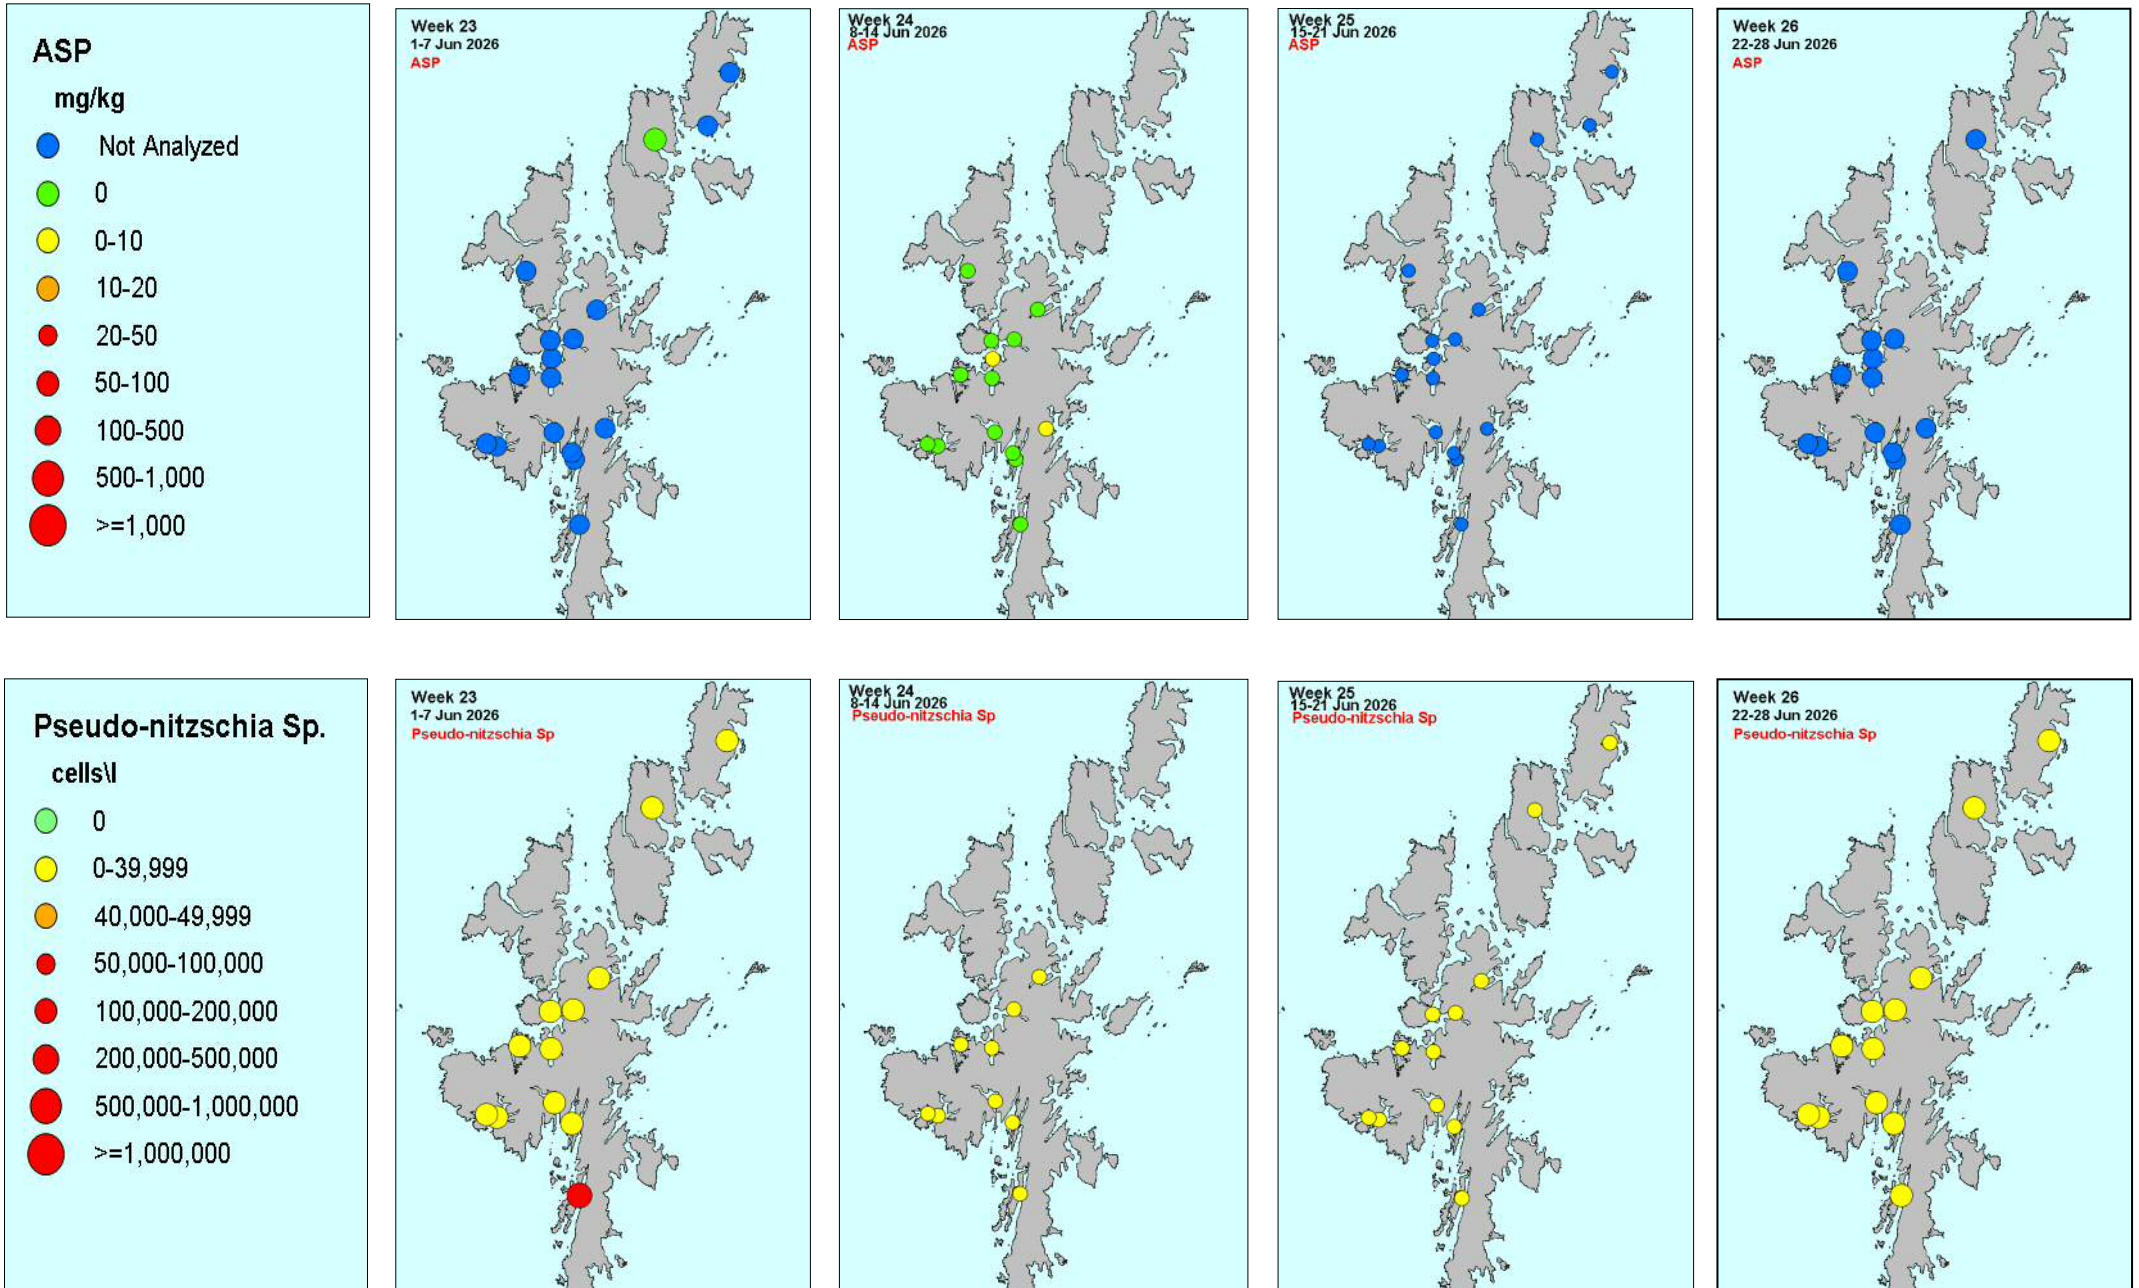 ASP
mg/kg
Not Analyzed
0
0-10
10-20
20-50
50-100
100-500
500-1,000
>=1,000
Week 23
1-7 Jun 2026
ASP
Week 24
8-14 Jun 2026
ASP
Week 25
15-21 Jun 2026
ASP
Week 26
22-28 Jun 2026
ASP
Pseudo-nitzschia Sp.
cells\l
0
0-39,999
40,000-49,999
50,000-100,000
100,000-200,000
200,000-500,000
500,000-1,000,000
>=1,000,000
Week 23
1-7 Jun 2026
Pseudo-nitzschia Sp
Week 24
8-14 Jun 2026
Pseudo-nitzschia Sp
Week 25
15-21 Jun 2026
Pseudo-nitzschia Sp
Week 26
22-28 Jun 2026
Pseudo-nitzschia Sp